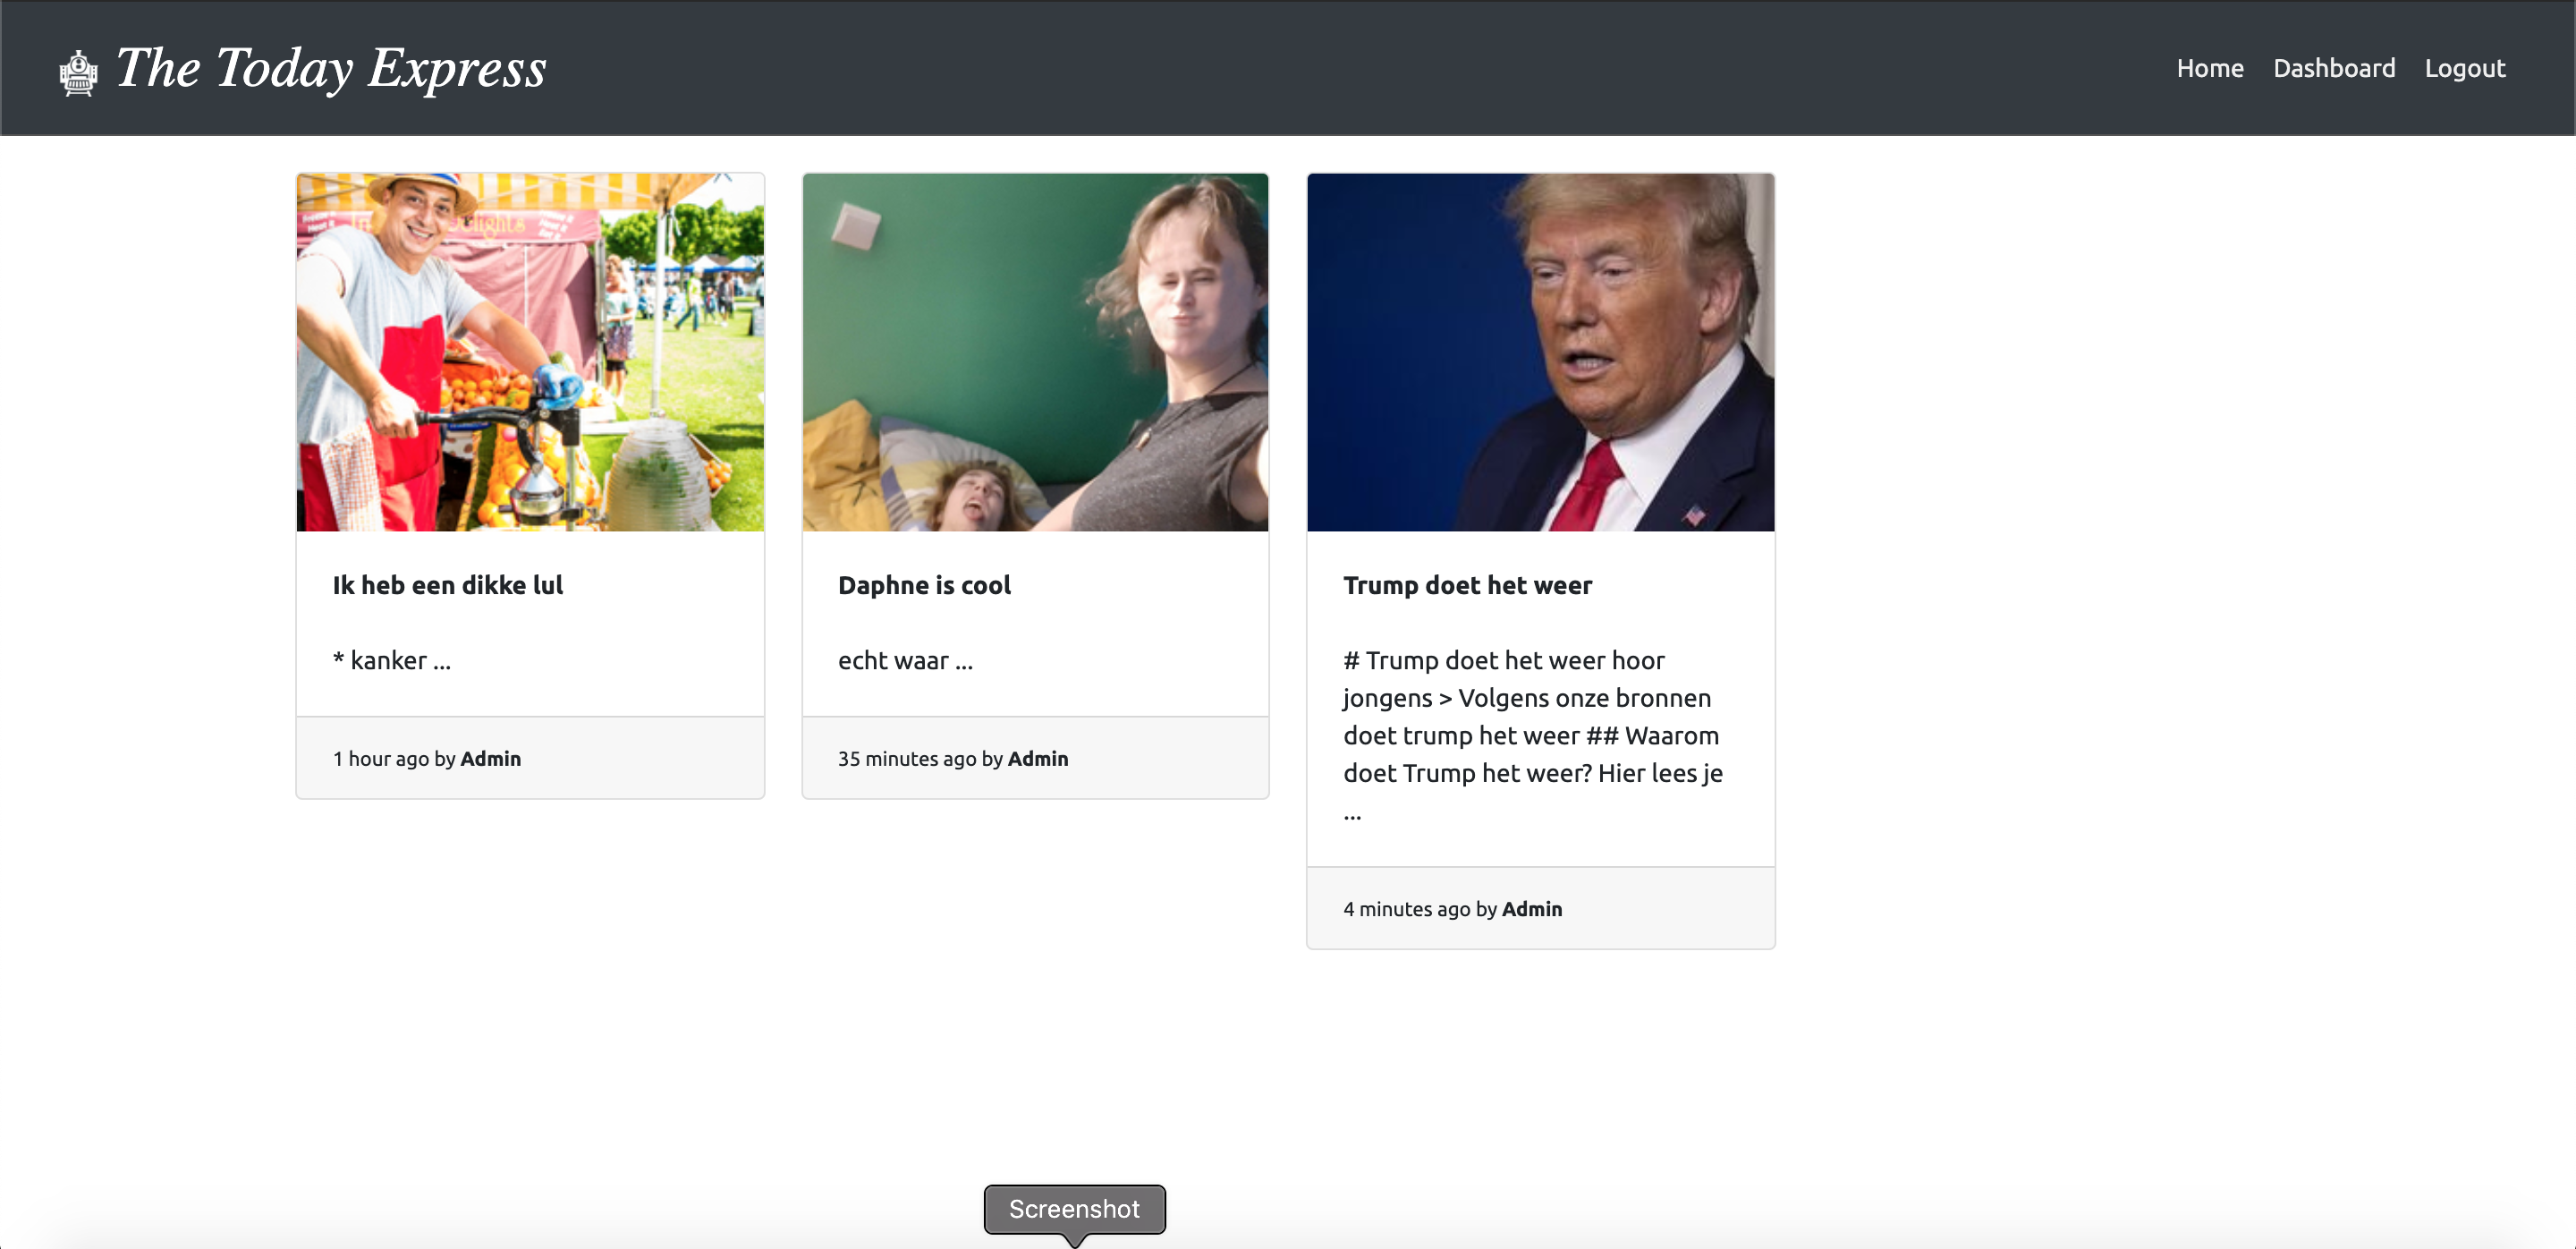 The Today Express
Home Dashboard Logout
Ik heb een dikke lul
* kanker ...
1 hour ago by Admin
Daphne is cool
echt waar ...
35 minutes ago by Admin
Trump doet het weer
# Trump doet het weer hoor
jongens > Volgens onze bronnen
doet trump het weer ## Waarom
doet Trump het weer? Hier lees je
...
4 minutes ago by Admin
Screenshot